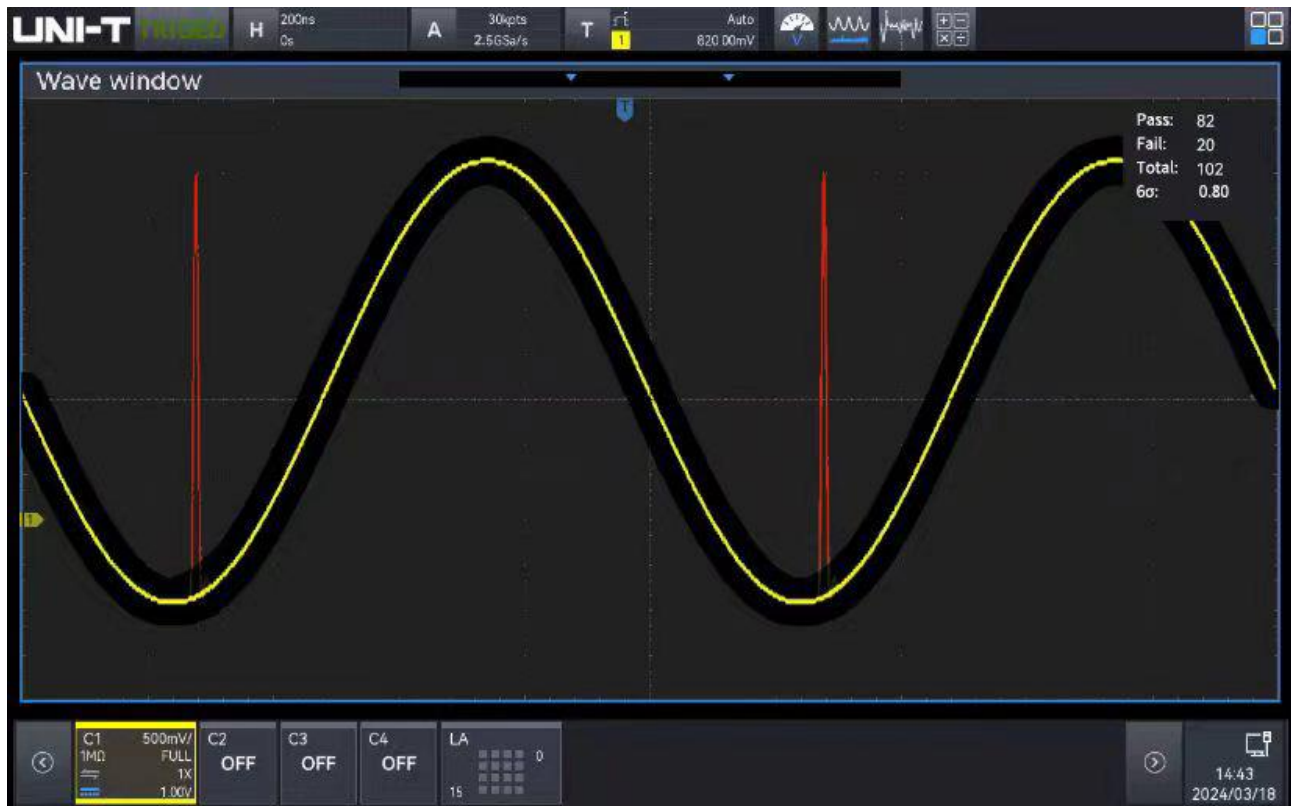 UNI-T TRIGED H 200ns A 30kpts T Auto
0s 2.5GSa/s 1 820.00mV
Wave window
T
Pass: 82
Fail: 20
Total: 102
6σ: 0.80
1
C1 500mV/ C2 C3 C4 LA
1MΩ FULL OFF OFF OFF 0
1X
1.00V 15
14:43
2024/03/18